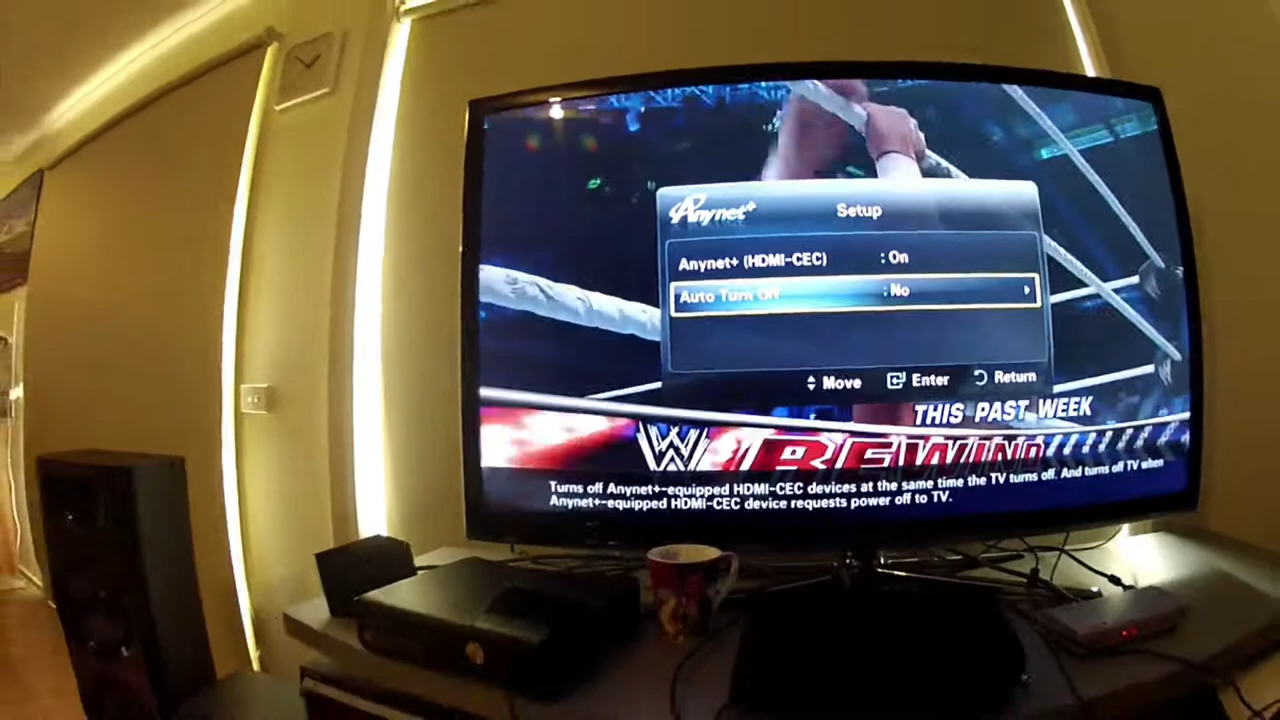 Anynet+ Setup
Anynet+ (HDMI-CEC) : On
Auto Turn Off : No
Move Enter Return
THIS PAST WEEK
W REWIND
Turns off Anynet+-equipped HDMI-CEC devices at the same time the TV turns off. And turns off TV when
Anynet+-equipped HDMI-CEC device requests power off to TV.